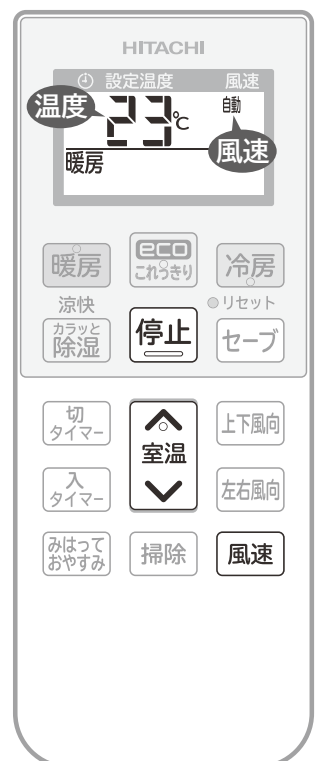 HITACHI
設定温度 風速
温度 23℃ 自動
風速
暖房
暖房 eco これっきり 冷房
涼快 リセット
カラッと除湿 停止 セーブ
切タイマー 室温 上下風向
入タイマー 左右風向
みはっておやすみ 掃除 風速